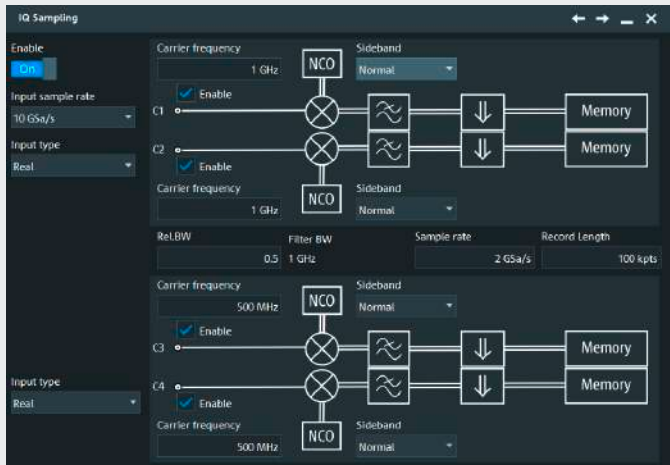 IQ Sampling
Enable
On
Input sample rate
10 GSa/s
Input type
Real
Carrier frequency
1 GHz
NCO
Sideband
Normal
Enable
C1
Memory
C2
Memory
Enable
Carrier frequency
1 GHz
NCO
Sideband
Normal
Rel.BW
0.5
Filter BW
1 GHz
Sample rate
2 GSa/s
Record Length
100 kpts
Carrier frequency
500 MHz
NCO
Sideband
Normal
Enable
C3
Memory
Input type
Real
C4
Memory
Enable
Carrier frequency
500 MHz
NCO
Sideband
Normal